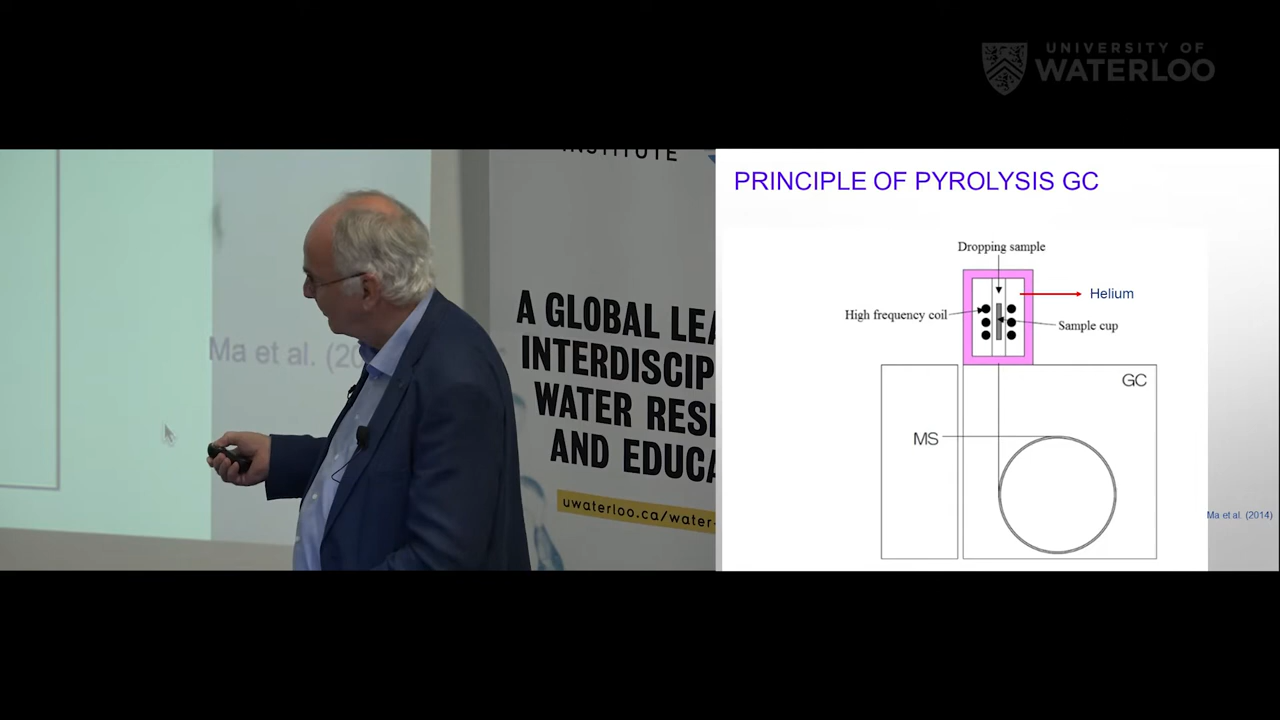 UNIVERSITY OF
WATERLOO
INSTITUTE
A GLOBAL LEA
INTERDISCIP
WATER RES
AND EDUCA
uwaterloo.ca/water-
Ma et al. (20
PRINCIPLE OF PYROLYSIS GC
Dropping sample
Helium
High frequency coil
Sample cup
GC
MS
Ma et al. (2014)